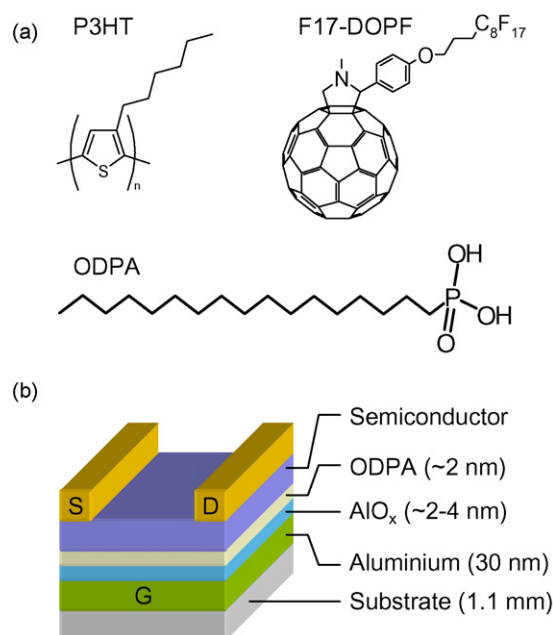 (a)
P3HT
F17-DOPF
C8F17
O
N
S
n
ODPA
OH
P
OH
O
(b)
Semiconductor
ODPA (~2 nm)
S
D
AlOx (~2-4 nm)
Aluminium (30 nm)
G
Substrate (1.1 mm)